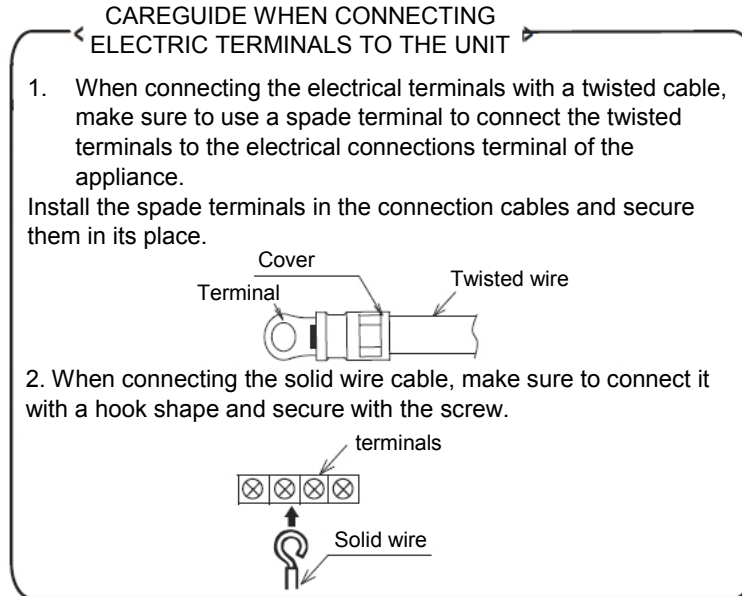 CAREGUIDE WHEN CONNECTING
ELECTRIC TERMINALS TO THE UNIT
1. When connecting the electrical terminals with a twisted cable,
make sure to use a spade terminal to connect the twisted
terminals to the electrical connections terminal of the
appliance.
Install the spade terminals in the connection cables and secure
them in its place.
Cover
Terminal
Twisted wire
2. When connecting the solid wire cable, make sure to connect it
with a hook shape and secure with the screw.
terminals
Solid wire